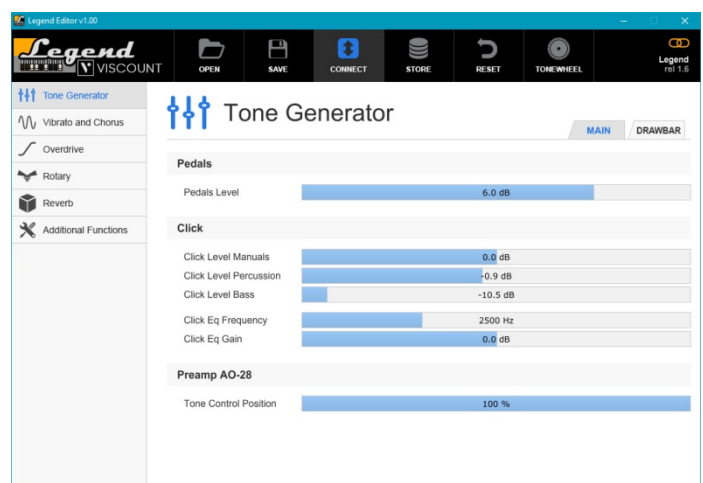 Legend Editor v1.00
Legend
VISCOUNT
OPEN
SAVE
CONNECT
STORE
RESET
TONEWHEEL
Legend
rel 1.6
Tone Generator
Vibrato and Chorus
Overdrive
Rotary
Reverb
Additional Functions
Tone Generator
MAIN
DRAWBAR
Pedals
Pedals Level 6.0 dB
Click
Click Level Manuals 0.0 dB
Click Level Percussion -0.9 dB
Click Level Bass -10.5 dB
Click Eq Frequency 2500 Hz
Click Eq Gain 0.0 dB
Preamp AO-28
Tone Control Position 100 %